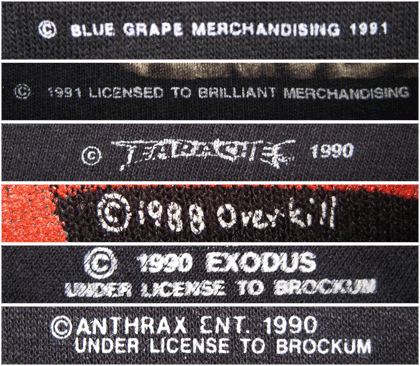 © BLUE GRAPE MERCHANDISING 1991
© 1991 LICENSED TO BRILLIANT MERCHANDISING
© EARACHE 1990
© 1988 Overkill
© 1990 EXODUS
UNDER LICENSE TO BROCKUM
© ANTHRAX ENT. 1990
UNDER LICENSE TO BROCKUM